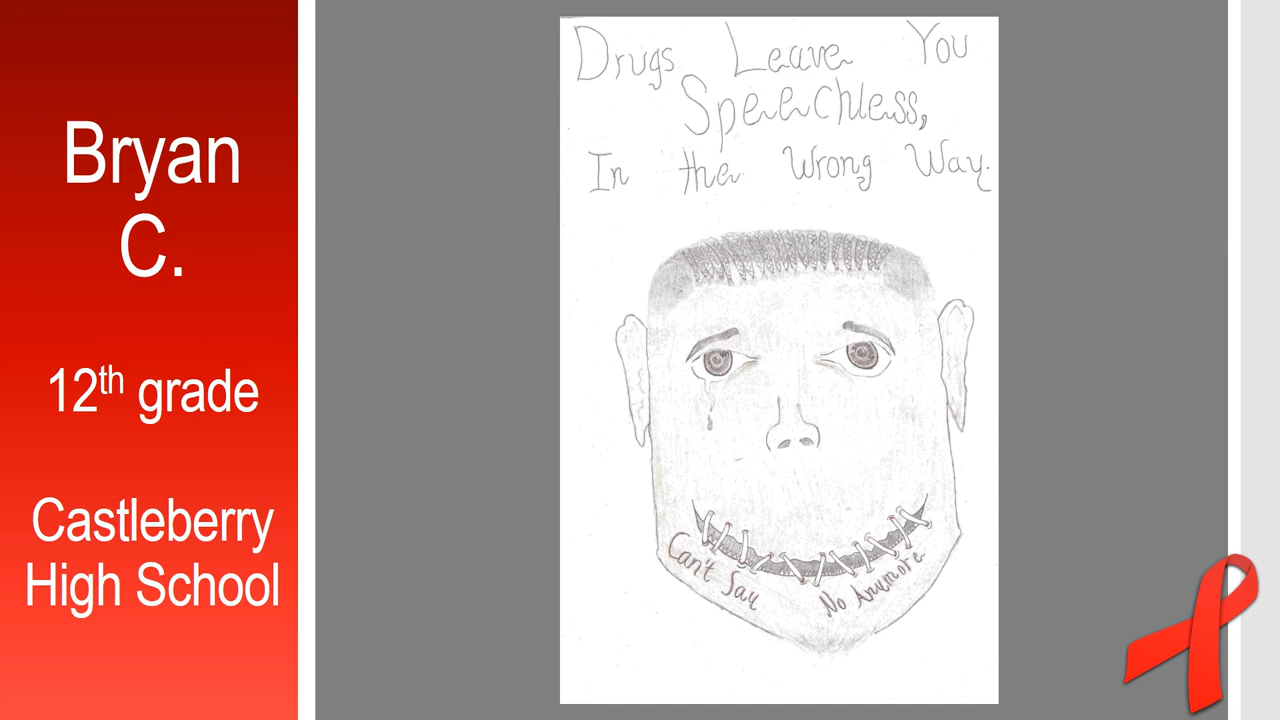 Bryan
C.
12th grade
Castleberry
High School
Drugs Leave You
Speechless,
In the Wrong Way.
Can't Say
No Anymore